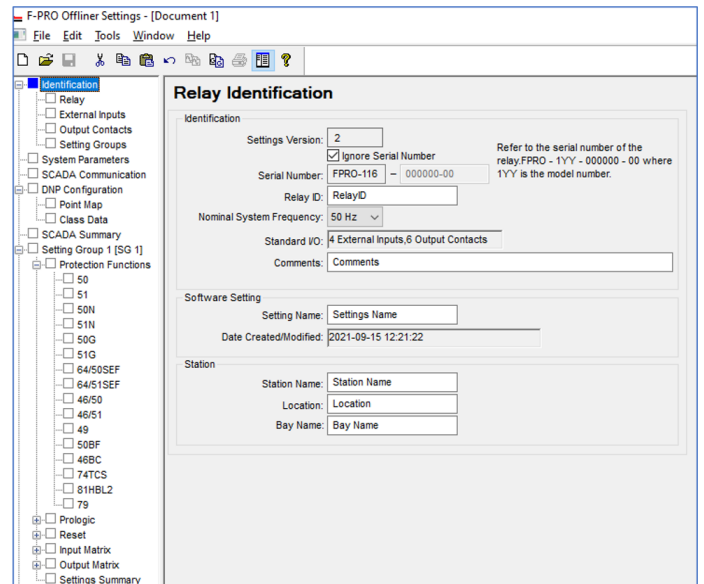 F-PRO Offliner Settings - [Document 1]
File Edit Tools Window Help
Identification
Relay
External Inputs
Output Contacts
Setting Groups
System Parameters
SCADA Communication
DNP Configuration
Point Map
Class Data
SCADA Summary
Setting Group 1 [SG 1]
Protection Functions
50
51
50N
51N
50G
51G
64/50SEF
64/51SEF
46/50
46/51
49
50BF
46BC
74TCS
81HBL2
79
Prologic
Reset
Input Matrix
Output Matrix
Settings Summary
Relay Identification
Identification
Settings Version: 2
Ignore Serial Number
Serial Number: FPRO-116 - 000000-00
Refer to the serial number of the
relay.FPRO - 1YY - 000000 - 00 where
1YY is the model number.
Relay ID: RelayID
Nominal System Frequency: 50 Hz
Standard I/O: 4 External Inputs,6 Output Contacts
Comments: Comments
Software Setting
Setting Name: Settings Name
Date Created/Modified: 2021-09-15 12:21:22
Station
Station Name: Station Name
Location: Location
Bay Name: Bay Name